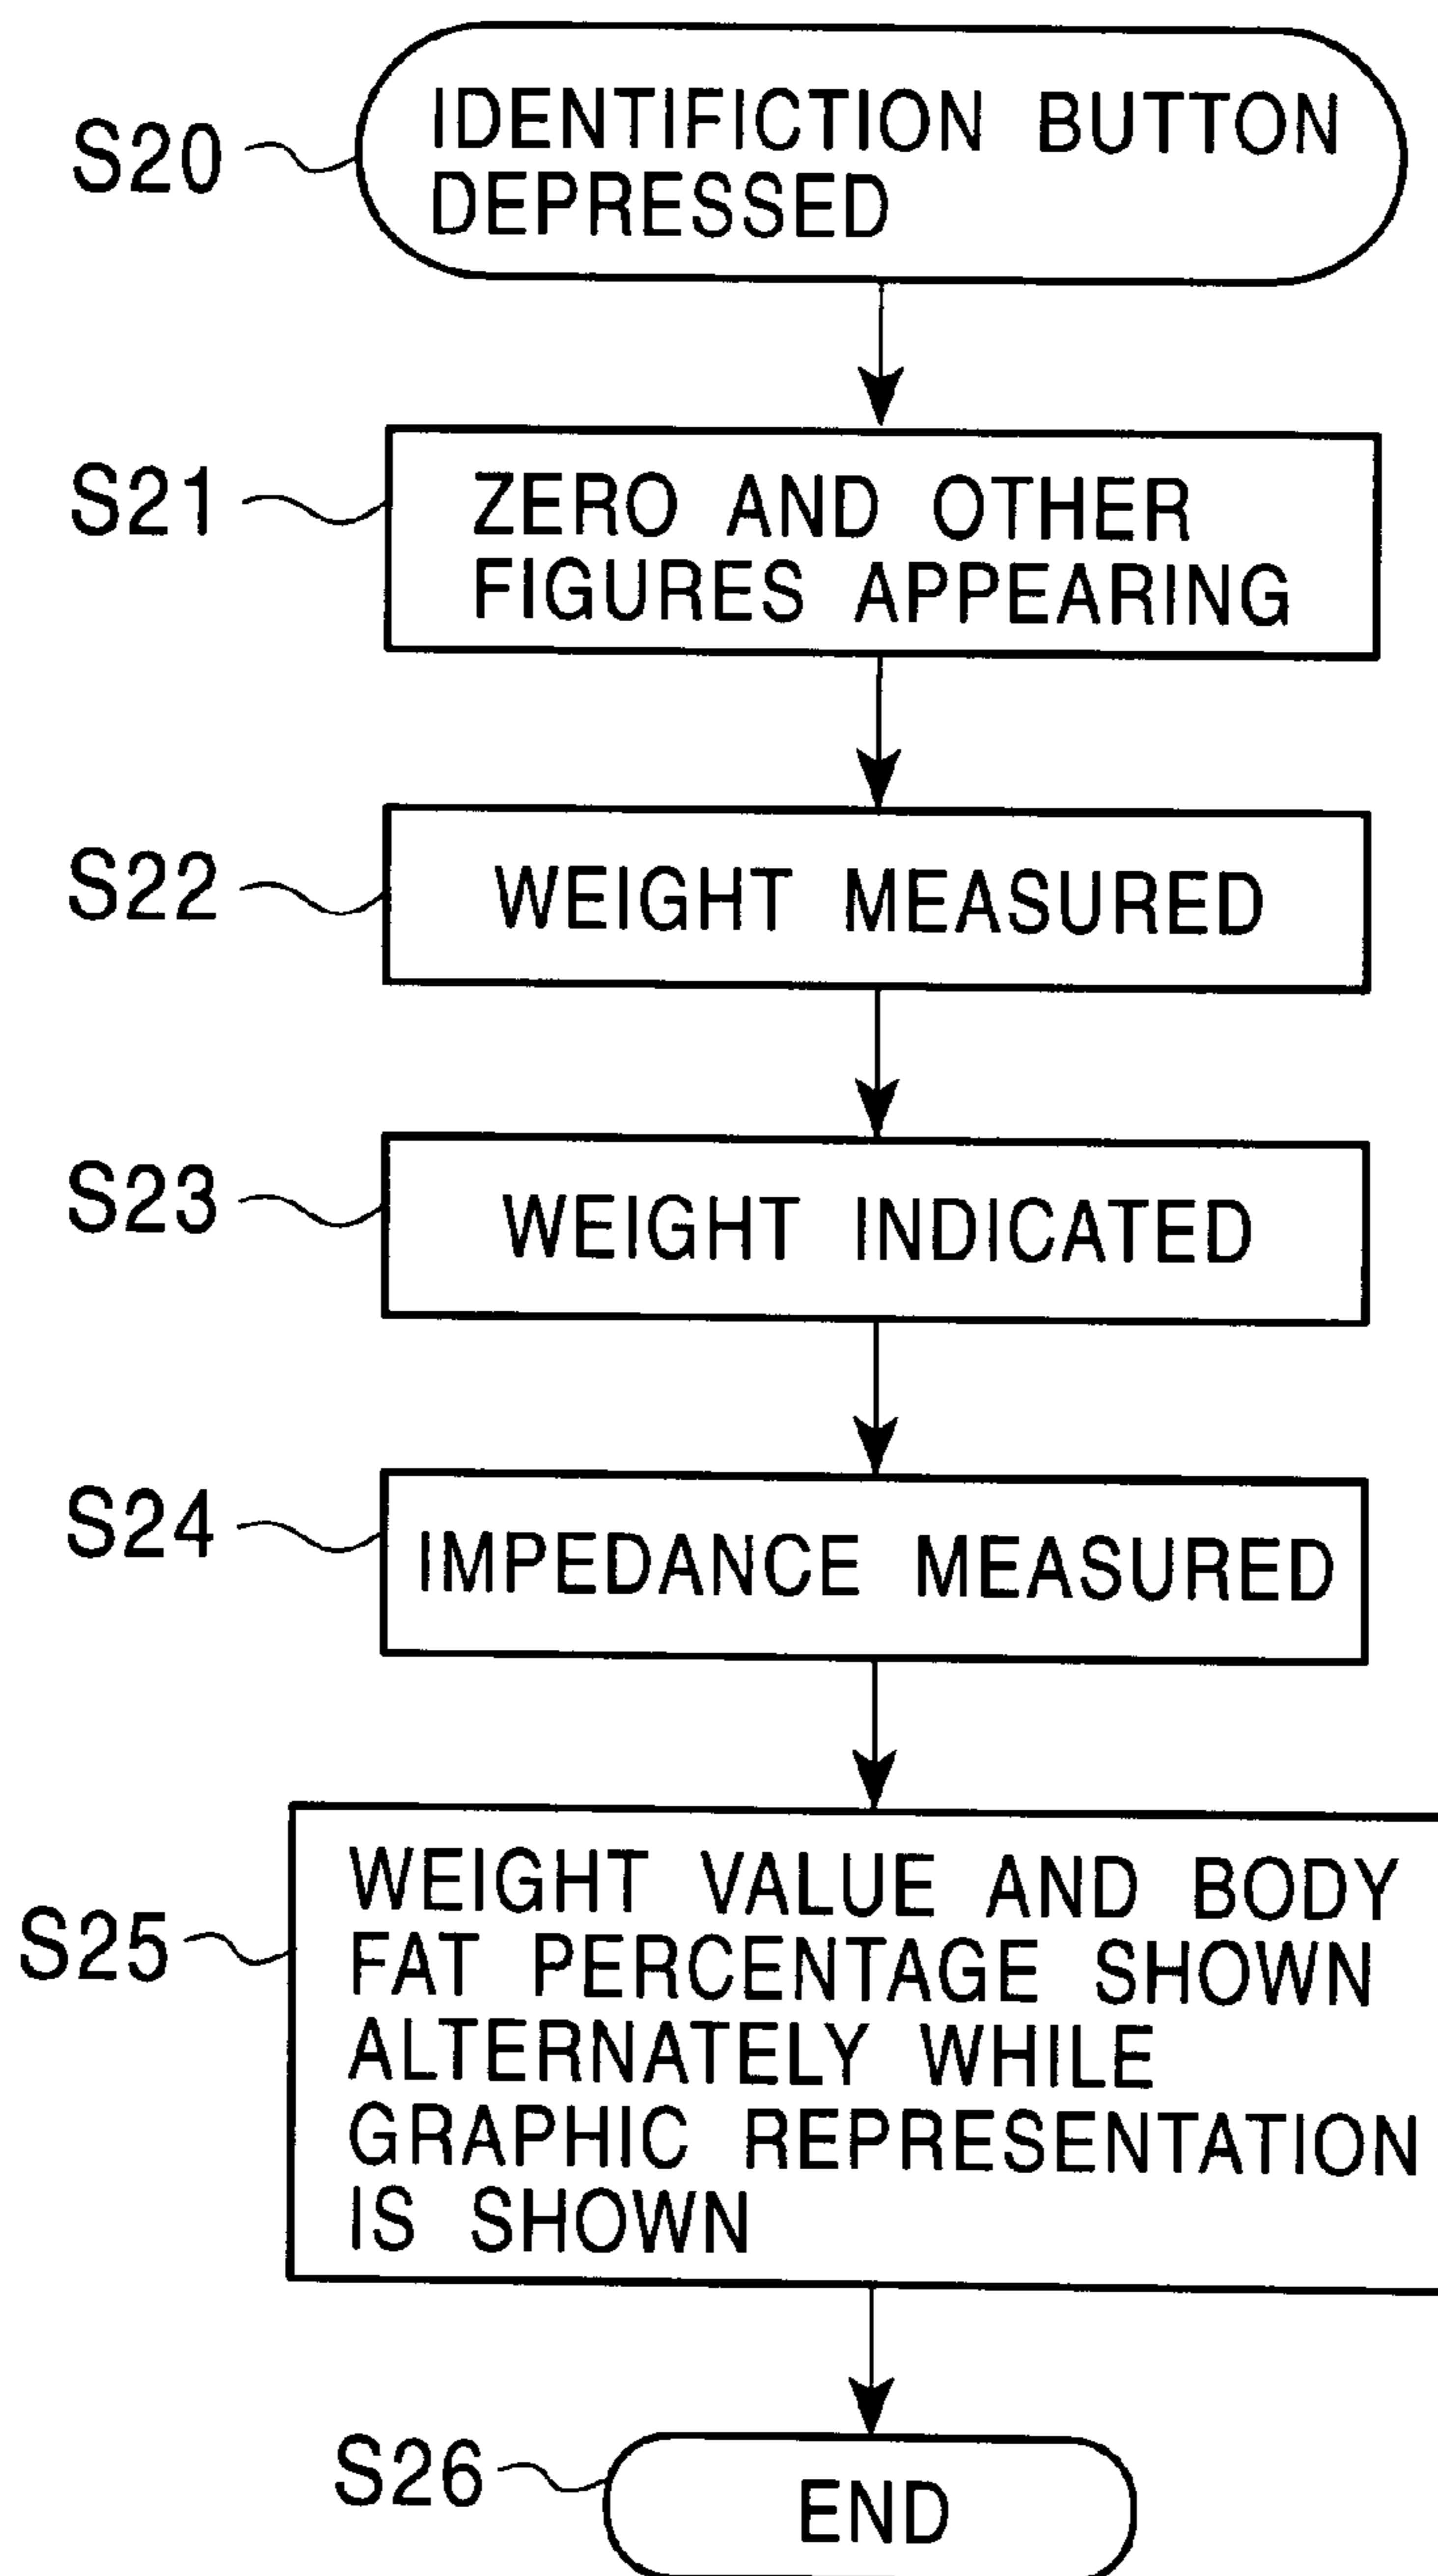 S20
IDENTIFICTION BUTTON
DEPRESSED
S21
ZERO AND OTHER
FIGURES APPEARING
S22
WEIGHT MEASURED
S23
WEIGHT INDICATED
S24
IMPEDANCE MEASURED
S25
WEIGHT VALUE AND BODY
FAT PERCENTAGE SHOWN
ALTERNATELY WHILE
GRAPHIC REPRESENTATION
IS SHOWN
S26
END